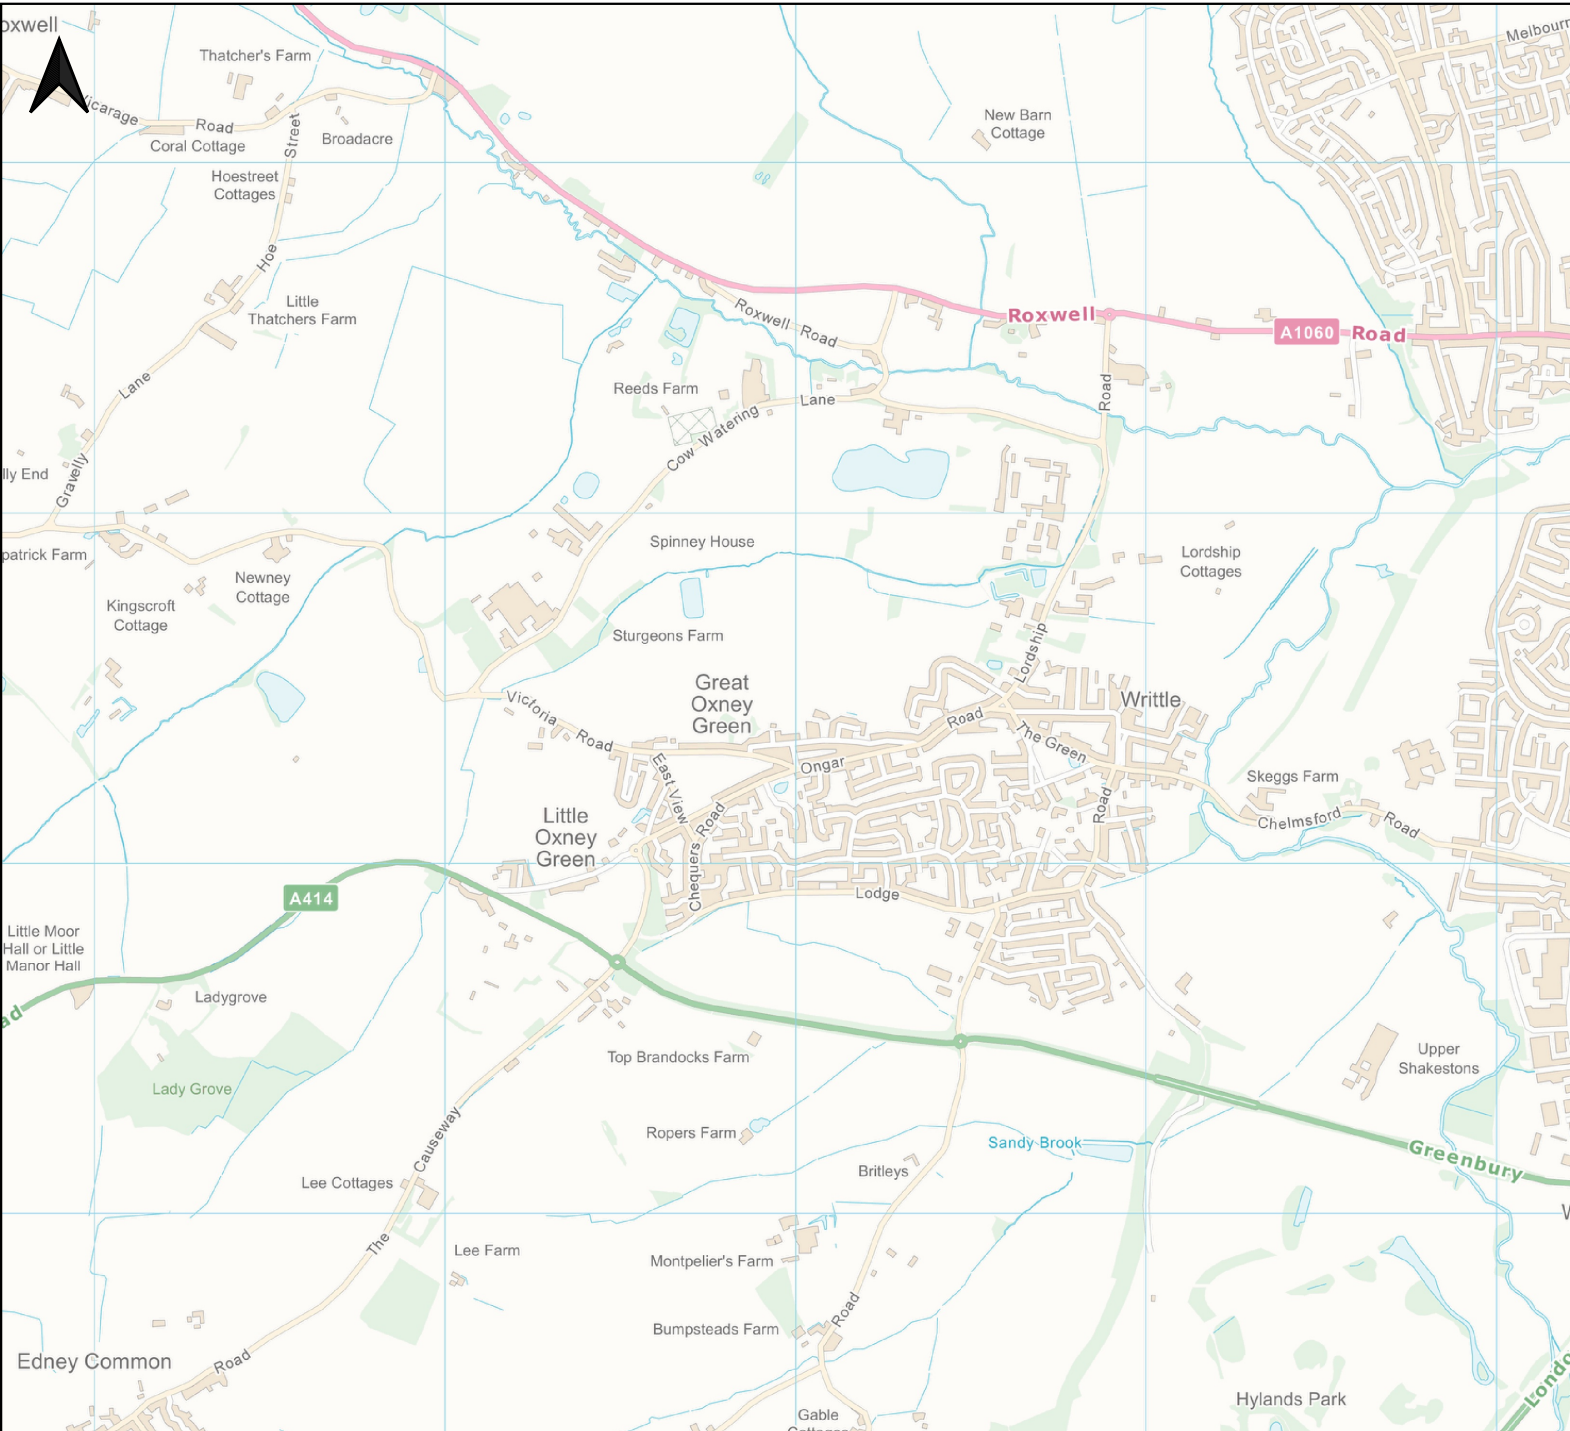 oxwell
Thatcher's Farm
Melbourn
Vicarage
Road
Coral Cottage
Street
Broadacre
New Barn
Cottage
Hoestreet
Cottages
Hoe
Little
Thatchers Farm
Lane
Roxwell Road
Roxwell
A1060
Road
Road
Reeds Farm
Lane
Cow Watering
lly End
Gravelly
patrick Farm
Spinney House
Lordship
Cottages
Newney
Cottage
Kingscroft
Cottage
Sturgeons Farm
Lordship
Great
Oxney
Green
Victoria
Road
Writtle
Road
The Green
Ongar
East View
Skeggs Farm
Little
Oxney
Green
Chequers Road
Road
Chelmsford
Road
A414
Lodge
Little Moor
Hall or Little
Manor Hall
Ladygrove
ad
Top Brandocks Farm
Upper
Shakestons
Lady Grove
Ropers Farm
Causeway
Sandy Brook
Greenbury
Britleys
Lee Cottages
W
The
Lee Farm
Montpelier's Farm
Road
Bumpsteads Farm
Edney Common
Road
Hylands Park
Londo
Gable